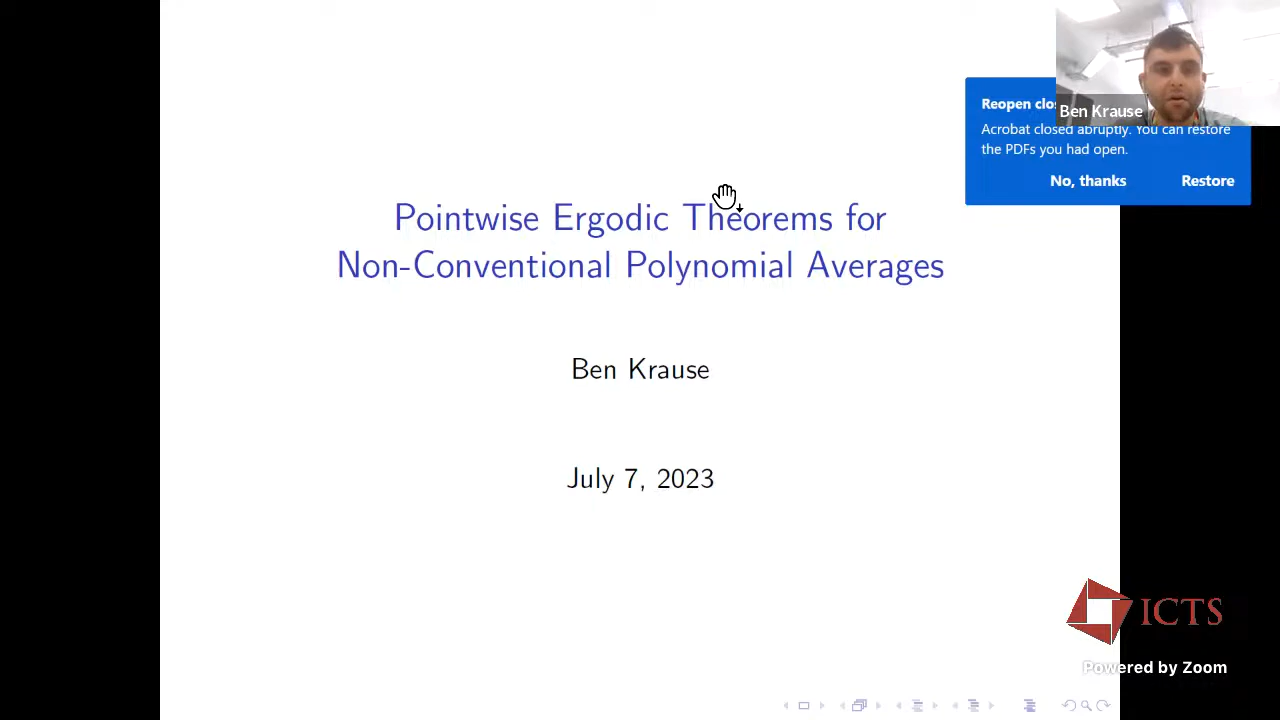 Pointwise Ergodic Theorems for
Non-Conventional Polynomial Averages
Ben Krause
July 7, 2023
Ben Krause
Reopen clo
Acrobat closed abruptly. You can restore
the PDFs you had open.
No, thanks
Restore
ICTS
Powered by Zoom